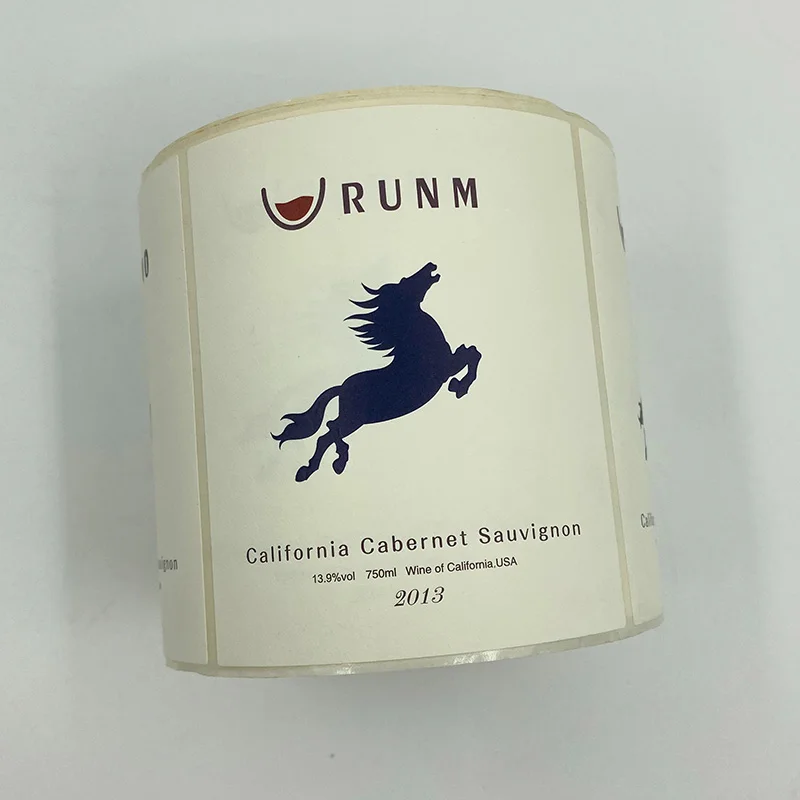 RUNM
California Cabernet Sauvignon
13.9%vol 750ml Wine of California.USA
2013